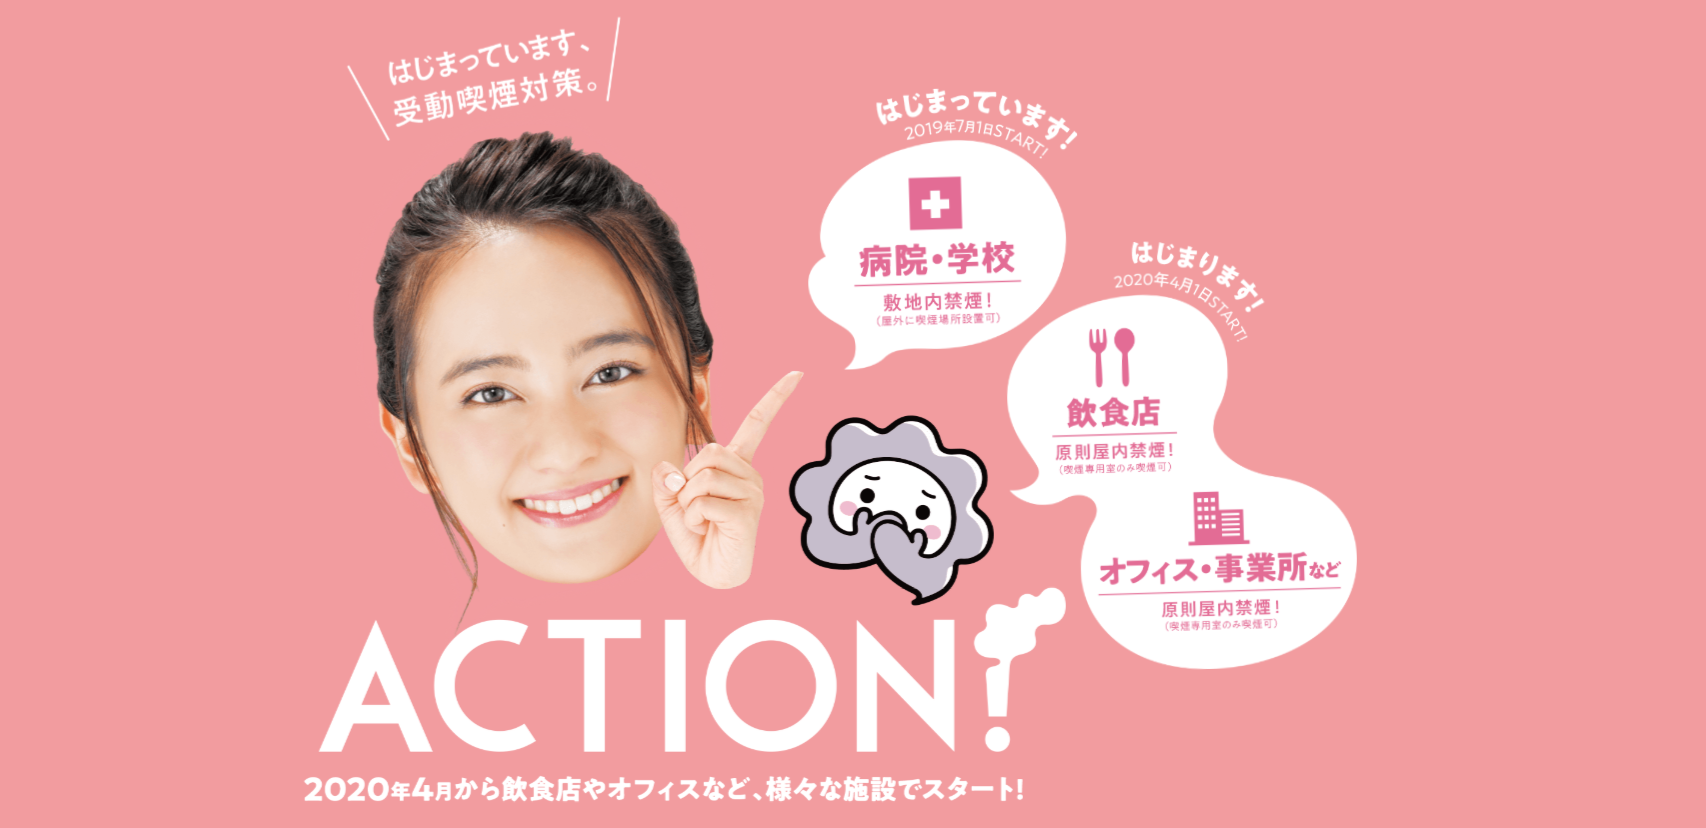 はじまっています、
受動喫煙対策。
はじまっています!
2019年7月1日START!
病院・学校
敷地内禁煙!
(屋外に喫煙場所設置可)
はじまります!
2020年4月1日START!
飲食店
原則屋内禁煙!
(喫煙専用室のみ喫煙可)
オフィス・事業所など
原則屋内禁煙!
(喫煙専用室のみ喫煙可)
ACTION!
2020年4月から飲食店やオフィスなど、様々な施設でスタート!